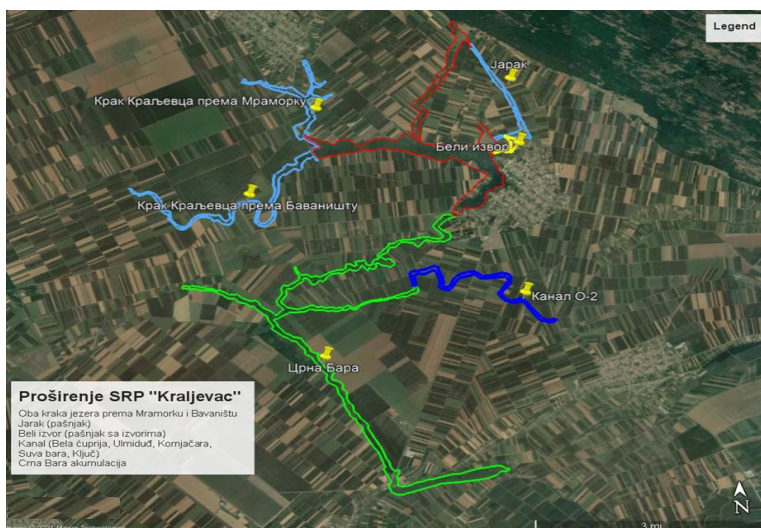 Legend
Јарак
Крак Краљевца према Мраморку
Бели извор
Крак Краљевца према Баваништу
Канал О-2
Црна Бара
Proširenje SRP "Kraljevac"
Oba kraka jezera prema Mramorku i Bavaništu
Jarak (pašnjak)
Beli izvor (pašnjak sa izvorima)
Kanal (Bela ćuprija, Ulmiduđ, Kornjačara,
Suva bara, Ključ)
Crna Bara akumulacija
N
3 mi